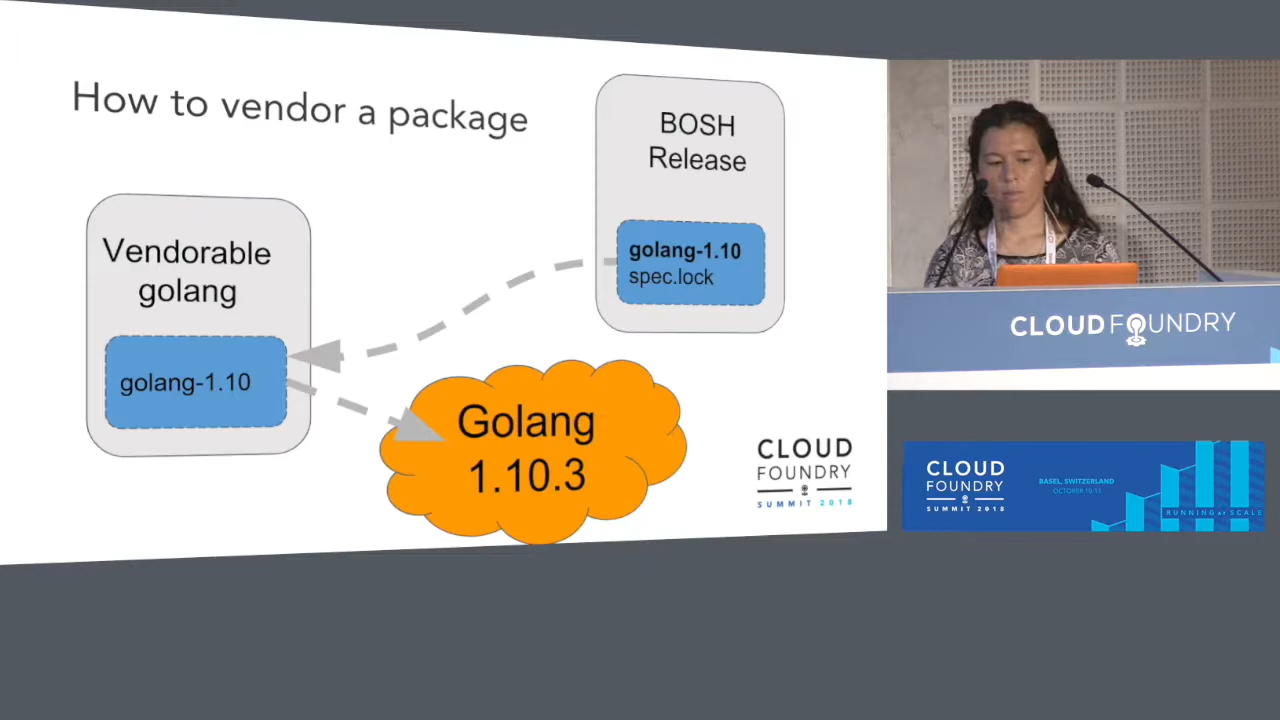 How to vendor a package
BOSH
Release
golang-1.10
spec.lock
Vendorable
golang
golang-1.10
Golang
1.10.3
CLOUD
FOUNDRY
SUMMIT 2018
CLOUD FOUNDRY
CLOUD
FOUNDRY
SUMMIT 2018
BASEL, SWITZERLAND
OCTOBER 10-11
RUNNING AT SCALE